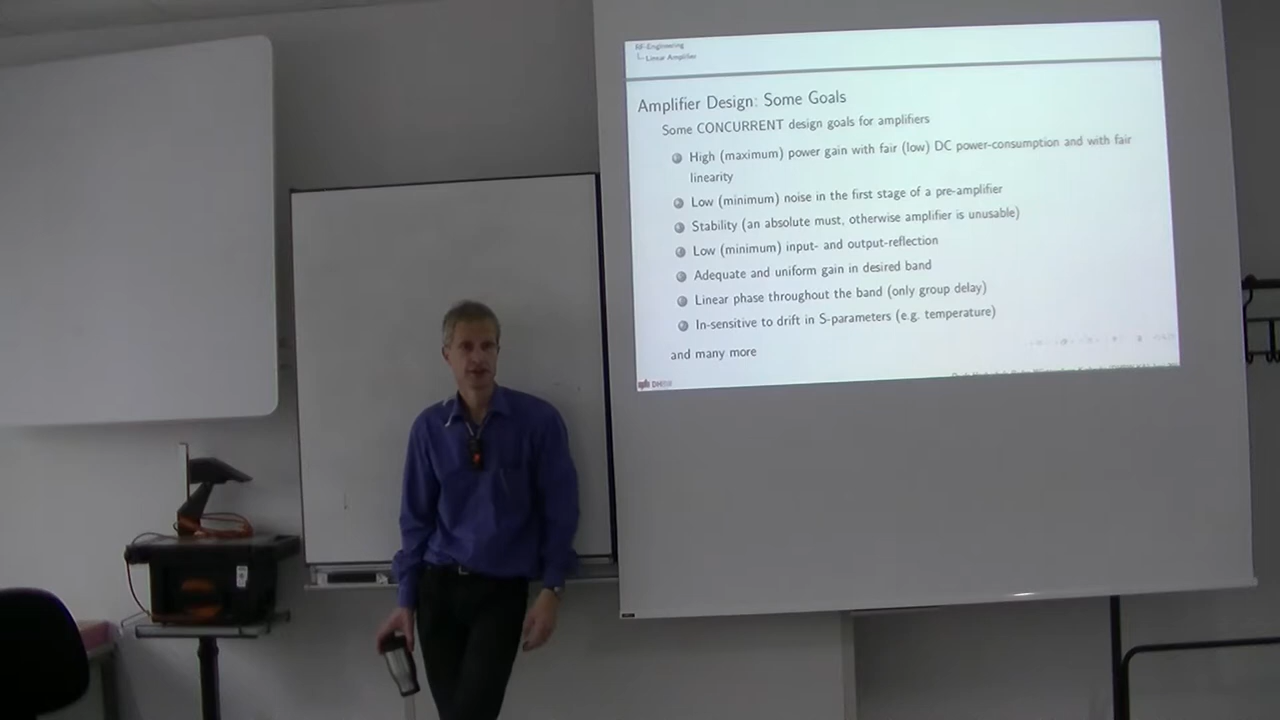 RF-Engineering
Linear Amplifier
Amplifier Design: Some Goals
Some CONCURRENT design goals for amplifiers
High (maximum) power gain with fair (low) DC power-consumption and with fair
linearity
Low (minimum) noise in the first stage of a pre-amplifier
Stability (an absolute must, otherwise amplifier is unusable)
Low (minimum) input- and output-reflection
Adequate and uniform gain in desired band
Linear phase throughout the band (only group delay)
In-sensitive to drift in S-parameters (e.g. temperature)
and many more